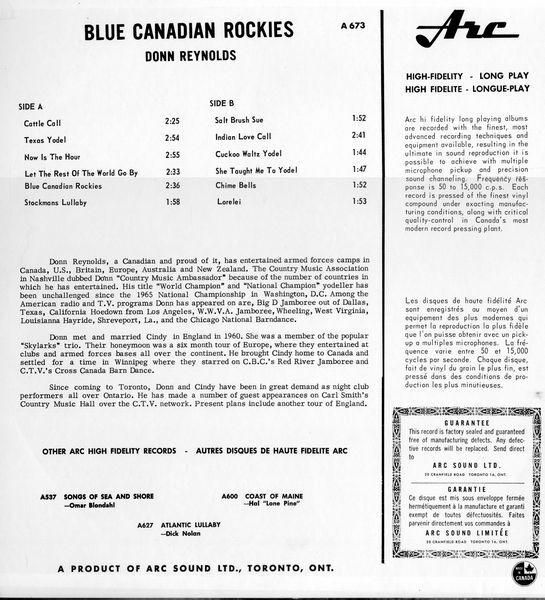 BLUE CANADIAN ROCKIES
A 673
DONN REYNOLDS
SIDE A
Cattle Call 2:25
Texas Yodel 2:54
Now Is The Hour 2:55
Let The Rest Of The World Go By 2:33
Blue Canadian Rockies 2:36
Stockmans Lullaby 1:58
SIDE B
Salt Brush Sue 1:52
Indian Love Call 2:41
Cuckoo Waltz Yodel 1:44
She Taught Me To Yodel 1:47
Chime Bells 1:52
Lorelei 1:53
Donn Reynolds, a Canadian and proud of it, has entertained armed forces camps in
Canada, U.S., Britain, Europe, Australia and New Zealand. The Country Music Association
in Nashville dubbed Donn "Country Music Ambassador" because of the number of countries in
which he has entertained. His title "World Champion" and "National Champion" yodeller has
been unchallenged since the 1965 National Championship in Washington, D.C. Among the
American radio and T.V. programs Donn has appeared on are, Big D Jamboree out of Dallas,
Texas, California Hoedown from Los Angeles, W.W.V.A. Jamboree, Wheeling, West Virginia,
Louisianna Hayride, Shreveport, La., and the Chicago National Barndance.
Donn met and married Cindy in England in 1960. She was a member of the popular
"Skylarks" trio. Their honeymoon was a six month tour of Europe, where they entertained at
clubs and armed forces bases all over the continent. He brought Cindy home to Canada and
settled for a time in Winnipeg where they starred on C.B.C.'s Red River Jamboree and
C.T.V.'s Cross Canada Barn Dance.
Since coming to Toronto, Donn and Cindy have been in great demand as night club
performers all over Ontario. He has made a number of guest appearances on Carl Smith's
Country Music Hall over the C.T.V. network. Present plans include another tour of England.
OTHER ARC HIGH FIDELITY RECORDS - AUTRES DISQUES DE HAUTE FIDELITE ARC
A537 SONGS OF SEA AND SHORE
—Omar Blondahl
A600 COAST OF MAINE
—Hal "Lone Pine"
A627 ATLANTIC LULLABY
—Dick Nolan
A PRODUCT OF ARC SOUND LTD., TORONTO, ONT.
Arc
HIGH-FIDELITY - LONG PLAY
HIGH FIDELITE - LONGUE-PLAY
Arc hi fidelity long playing albums
are recorded with the finest, most
advanced recording techniques and
equipment available, resulting in the
ultimate in sound reproduction it is
possible to achieve with multiple
microphone pickup and precision
sound channeling. Frequency res-
ponse is 50 to 15,000 c.p.s. Each
record is pressed of the finest vinyl
compound under exacting manufac-
turing conditions, along with critical
quality-control in Canada's most
modern record pressing plant.
Les disques de haute fidélité Arc
sont enregistrés au moyen d'un
équipement des plus modernes qui
permet la reproduction la plus fidèle
que l'on puisse obtenir avec un pick-
up a multiples microphones. La fré-
quence varie entre 50 et 15,000
cycles par seconde. Chaque disque,
fait de vinyl du grain le plus fin, est
pressé dans des conditions de pro-
duction les plus minutieuses.
GUARANTEE
This record is factory sealed and guaranteed
free of manufacturing defects. Any defec-
tive records will be replaced. Send direct
to
ARC SOUND LTD.
20 CRANFIELD ROAD TORONTO 16, ONT.
GARANTIE
Ce disque est mis sous enveloppe fermée
hermétiquement à la manufacture et garanti
exempt de toutes défectuosités. Faites
parvenir directement vos commandes à
ARC SOUND LIMITÉE
20 CRANFIELD ROAD TORONTO 16, ONT.
MADE IN
CANADA